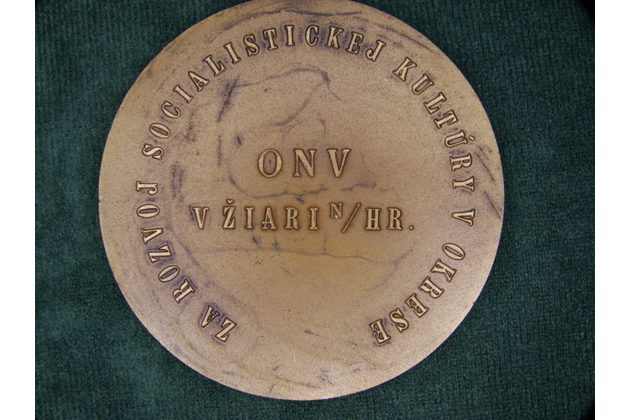 ZA ROZVOJ SOCIALISTICKEJ KULTÚRY V OKRESE
ONV
V ŽIARI N/HR.